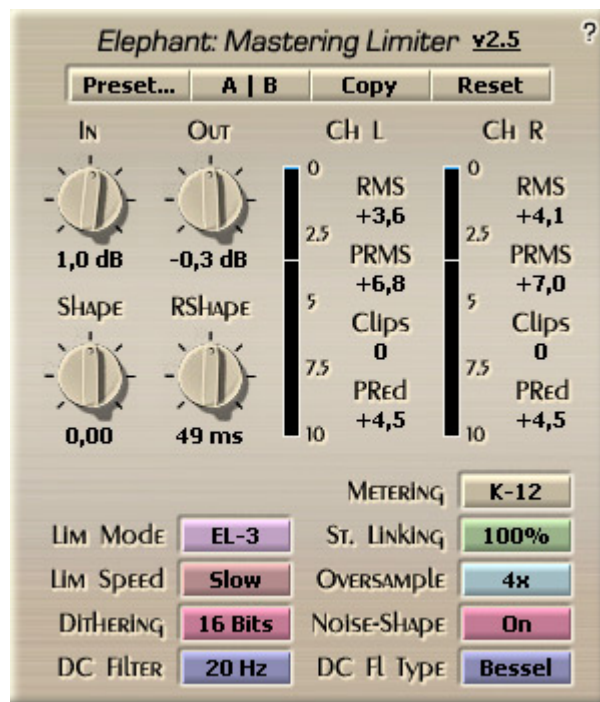 Elephant: Mastering Limiter v2.5 ?
Preset... A | B Copy Reset
In Out Ch L Ch R
0 0
RMS RMS
+3,6 +4,1
2.5 2.5
1,0 dB -0,3 dB PRMS PRMS
+6,8 +7,0
Shape RShape 5 5
Clips Clips
0 0
7.5 7.5
PRed PRed
0,00 49 ms +4,5 +4,5
10 10
Metering K-12
Lim Mode EL-3 St. Linking 100%
Lim Speed Slow Oversample 4x
Dithering 16 Bits Noise-Shape On
DC Filter 20 Hz DC Fl Type Bessel